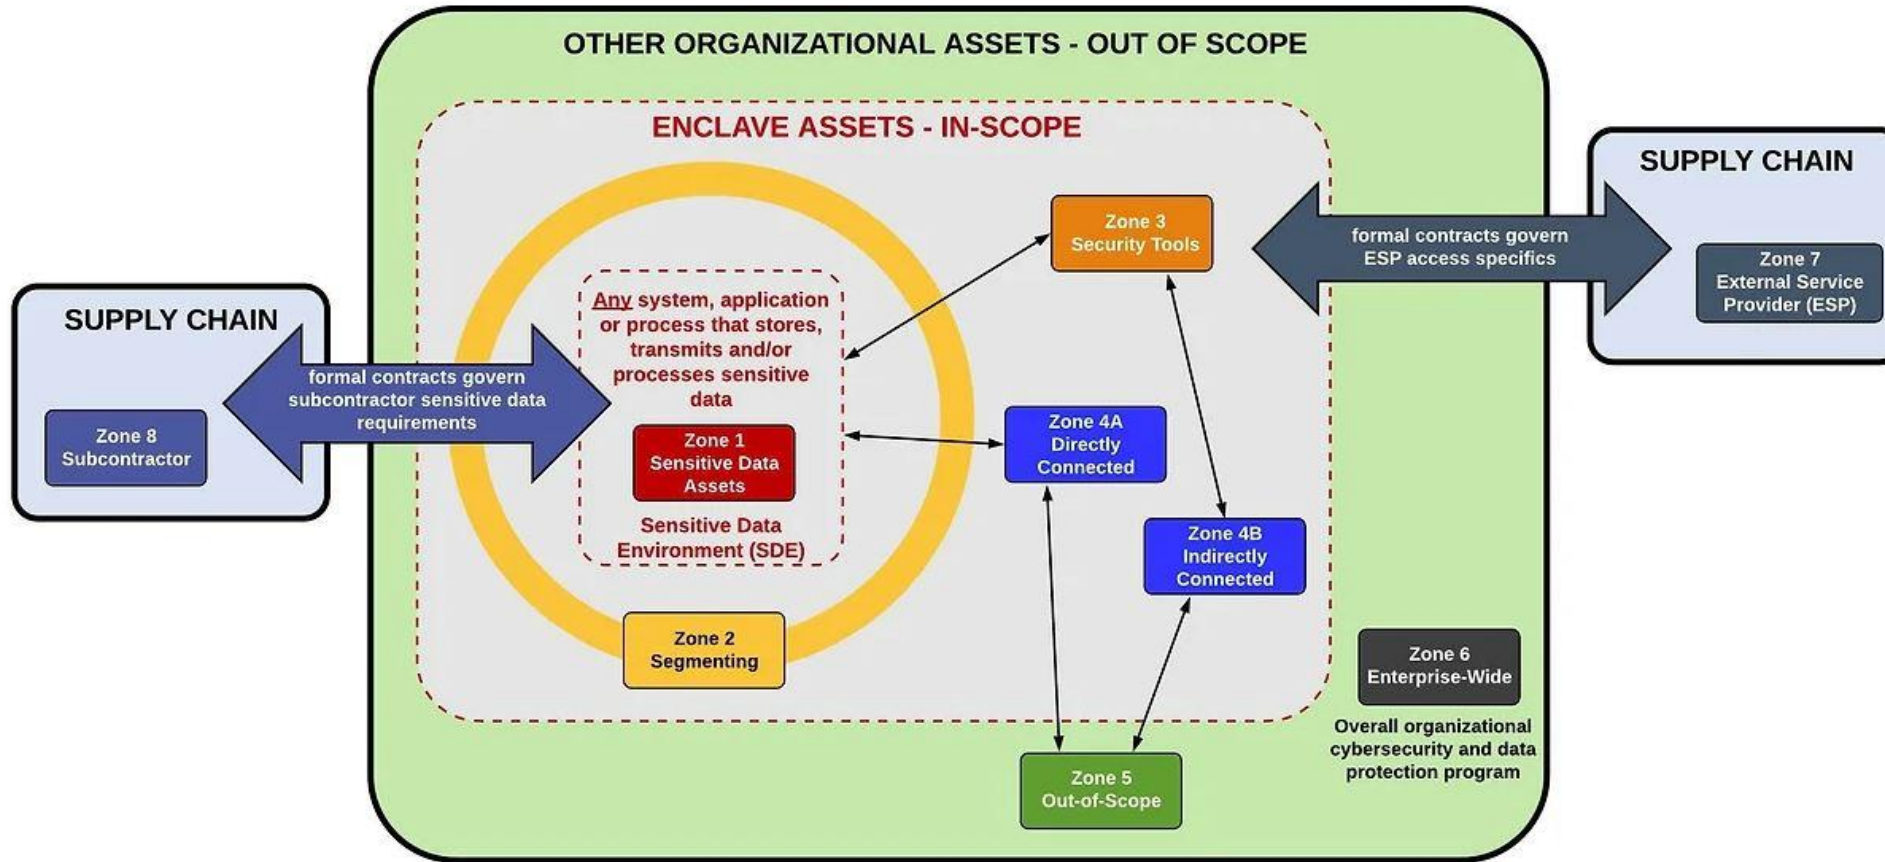 OTHER ORGANIZATIONAL ASSETS - OUT OF SCOPE
ENCLAVE ASSETS - IN-SCOPE
SUPPLY CHAIN
Zone 8
Subcontractor
formal contracts govern
subcontractor sensitive data
requirements
Any system, application
or process that stores,
transmits and/or
processes sensitive
data
Zone 1
Sensitive Data
Assets
Sensitive Data
Environment (SDE)
Zone 2
Segmenting
Zone 3
Security Tools
Zone 4A
Directly
Connected
Zone 4B
Indirectly
Connected
Zone 5
Out-of-Scope
Zone 6
Enterprise-Wide
Overall organizational
cybersecurity and data
protection program
formal contracts govern
ESP access specifics
SUPPLY CHAIN
Zone 7
External Service
Provider (ESP)